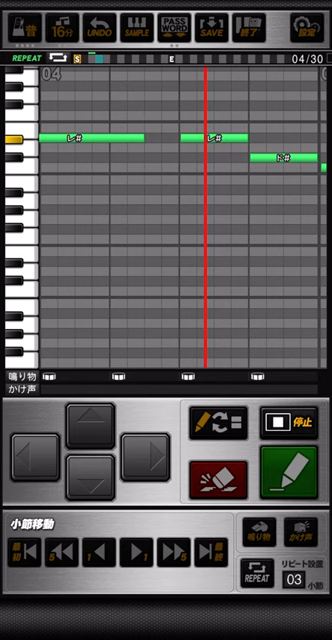 昔 16分 UNDO SAMPLE PASS WORD SAVE 終了 設定
REPEAT S E 04/30
04
レ# レ#
ド#
鳴り物
かけ声
停止
小節移動
最初 5 1 1 5 最終
鳴り物 かけ声
REPEAT リピート設置
03 小節